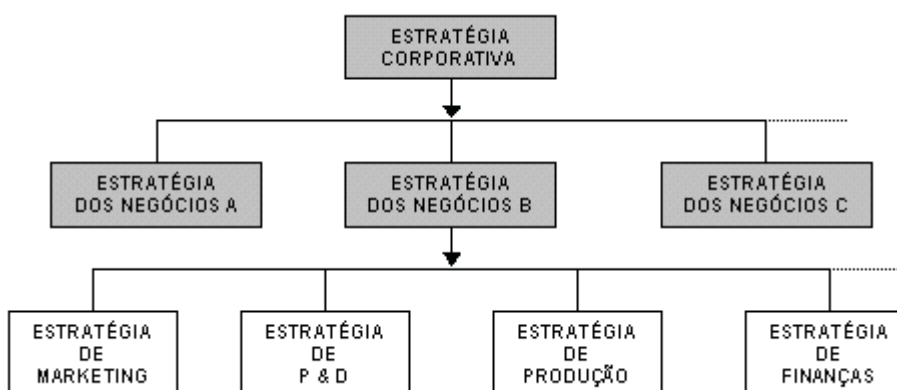 ESTRATÉGIA
CORPORATIVA
ESTRATÉGIA
DOS NEGÓCIOS A
ESTRATÉGIA
DOS NEGÓCIOS B
ESTRATÉGIA
DOS NEGÓCIOS C
ESTRATÉGIA
DE
MARKETING
ESTRATÉGIA
DE
P & D
ESTRATÉGIA
DE
PRODUÇÃO
ESTRATÉGIA
DE
FINANÇAS